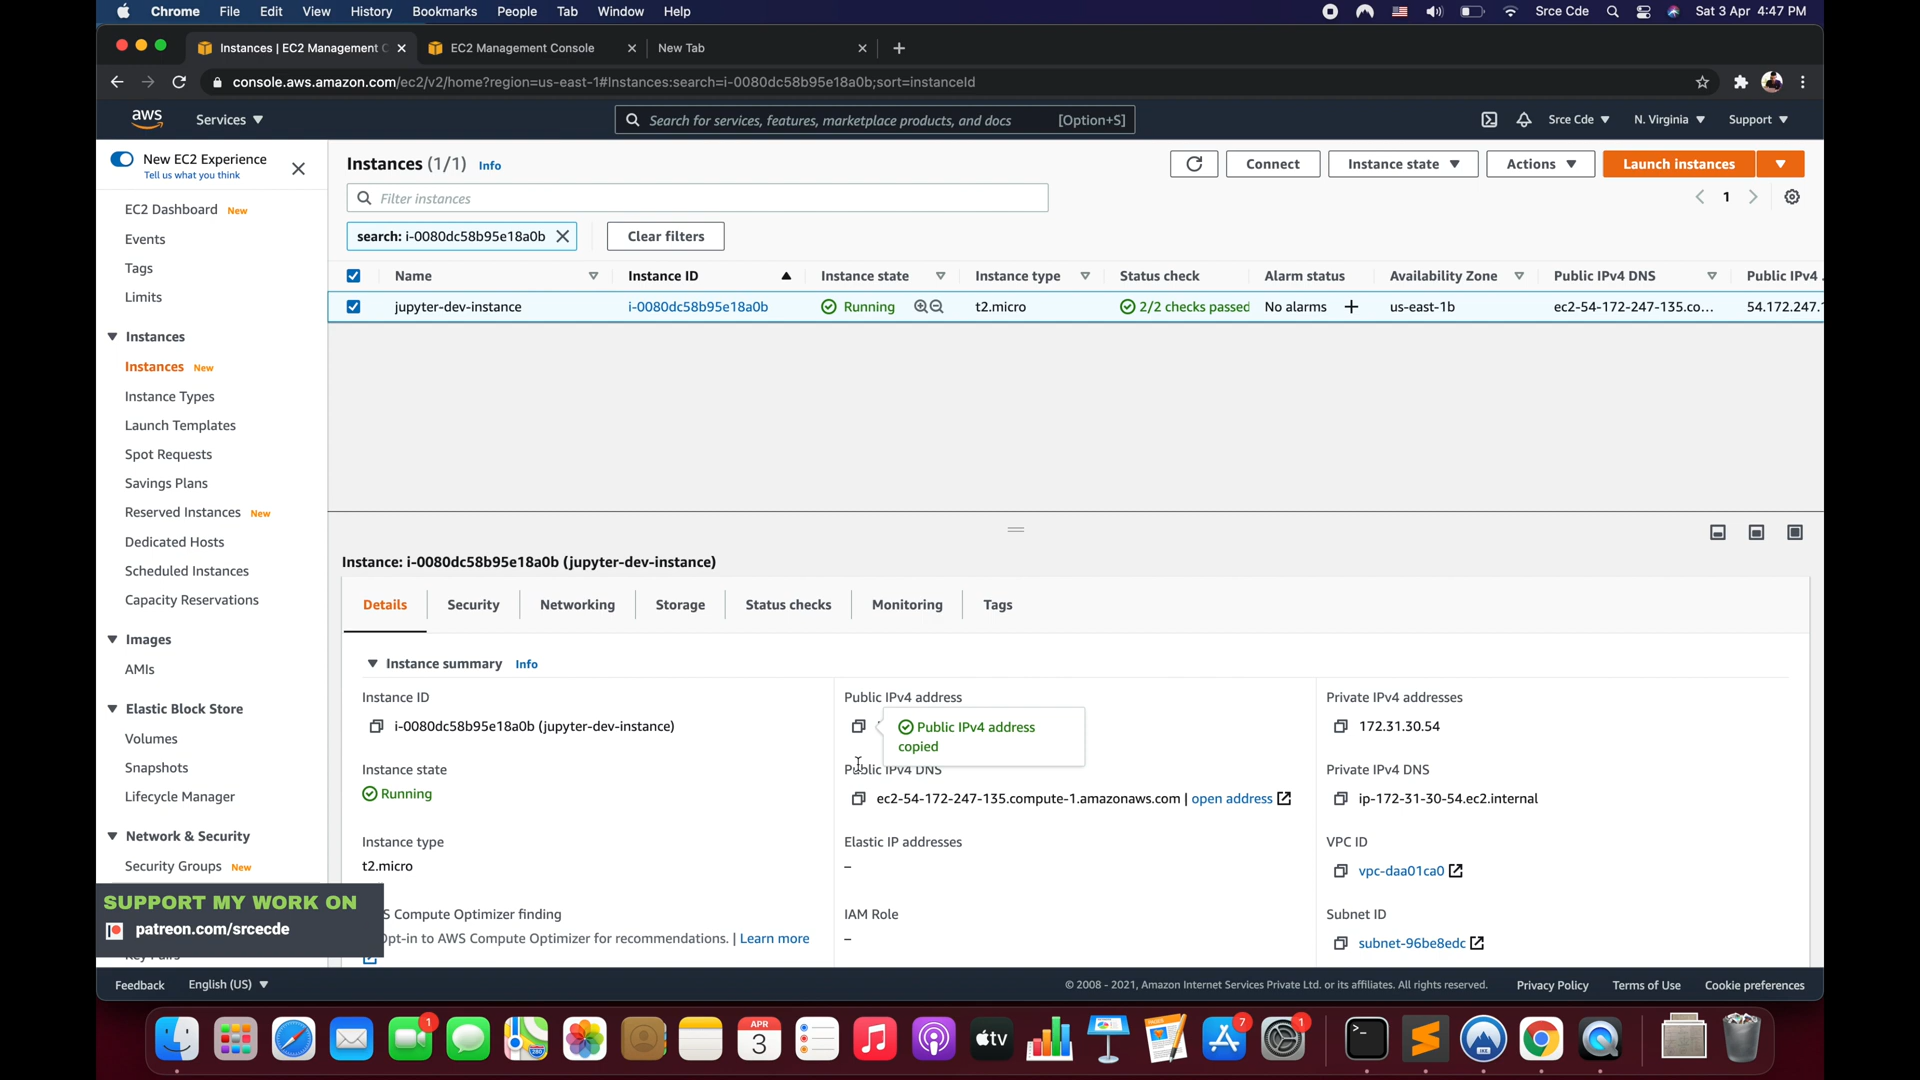 Chrome File Edit View History Bookmarks People Tab Window Help Srce Cde Sat 3 Apr 4:47 PM
Instances | EC2 Management C EC2 Management Console New Tab
console.aws.amazon.com/ec2/v2/home?region=us-east-1#Instances:search=i-0080dc58b95e18a0b;sort=instanceId
aws Services Search for services, features, marketplace products, and docs [Option+S] Srce Cde N. Virginia Support
New EC2 Experience
Tell us what you think
EC2 Dashboard New
Events
Tags
Limits
Instances
Instances New
Instance Types
Launch Templates
Spot Requests
Savings Plans
Reserved Instances New
Dedicated Hosts
Scheduled Instances
Capacity Reservations
Images
AMIs
Elastic Block Store
Volumes
Snapshots
Lifecycle Manager
Network & Security
Security Groups New
SUPPORT MY WORK ON
patreon.com/srcecde
Instances (1/1) Info Connect Instance state Actions Launch instances
Filter instances 1
search: i-0080dc58b95e18a0b Clear filters
Name Instance ID Instance state Instance type Status check Alarm status Availability Zone Public IPv4 DNS Public IPv4 .
jupyter-dev-instance i-0080dc58b95e18a0b Running t2.micro 2/2 checks passed No alarms us-east-1b ec2-54-172-247-135.co... 54.172.247.
Instance: i-0080dc58b95e18a0b (jupyter-dev-instance)
Details Security Networking Storage Status checks Monitoring Tags
Instance summary Info
Instance ID
i-0080dc58b95e18a0b (jupyter-dev-instance)
Instance state
Running
Instance type
t2.micro
S Compute Optimizer finding
Opt-in to AWS Compute Optimizer for recommendations. | Learn more
Public IPv4 address
Public IPv4 address
copied
Public IPv4 DNS
ec2-54-172-247-135.compute-1.amazonaws.com | open address
Elastic IP addresses
–
IAM Role
–
Private IPv4 addresses
172.31.30.54
Private IPv4 DNS
ip-172-31-30-54.ec2.internal
VPC ID
vpc-daa01ca0
Subnet ID
subnet-96be8edc
Feedback English (US) © 2008 - 2021, Amazon Internet Services Private Ltd. or its affiliates. All rights reserved. Privacy Policy Terms of Use Cookie preferences
1 APR 3 tv 7 1